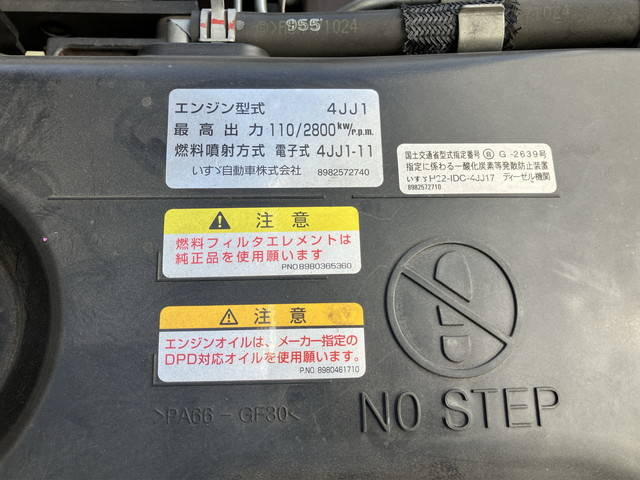 955
1024
エンジン型式 4JJ1
最高出力 110/2800kW/r.p.m.
燃料噴射方式 電子式 4JJ1-11
いすゞ自動車株式会社 8982572740
国土交通省型式指定番号 G-2639号
指定に係わる一酸化炭素等発散防止装置
いすゞH22-IDC-4JJ17 ディーゼル機関
8982572710
注意
燃料フィルタエレメントは
純正品を使用願います
PNO8980365360
注意
エンジンオイルは、メーカー指定の
DPD対応オイルを使用願います。
P.NO. 8980461710
>PA66-GF30<
NO STEP